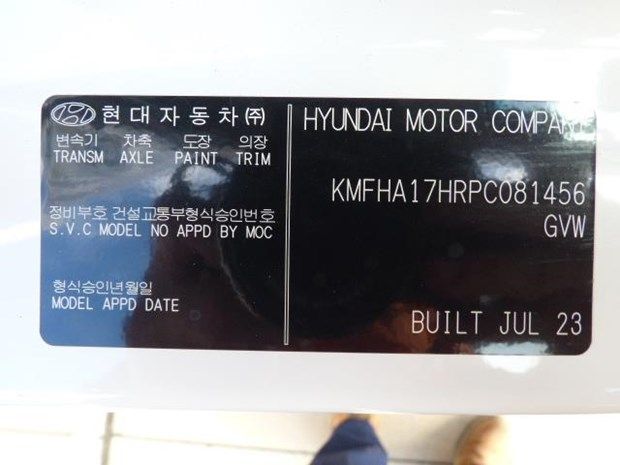 현대자동차(주)
변속기 차축 도장 의장
TRANSM AXLE PAINT TRIM
정비부호 건설교통부형식승인번호
S.V.C MODEL NO APPD BY MOC
형식승인년월일
MODEL APPD DATE
HYUNDAI MOTOR COMPANY
KMFHA17HRPC081456
GVW
BUILT JUL 23